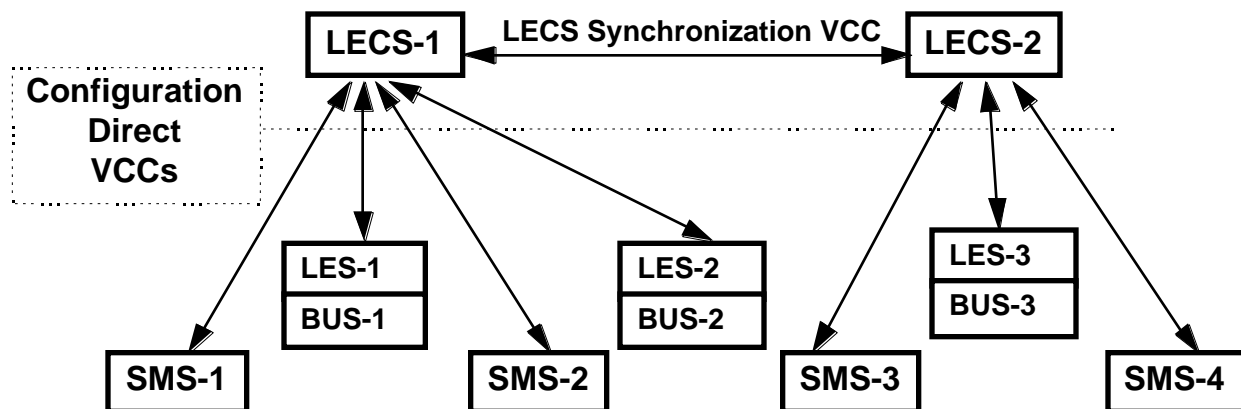 LECS-1
LECS Synchronization VCC
LECS-2
Configuration
Direct
VCCs
LES-1
BUS-1
LES-2
BUS-2
LES-3
BUS-3
SMS-1
SMS-2
SMS-3
SMS-4